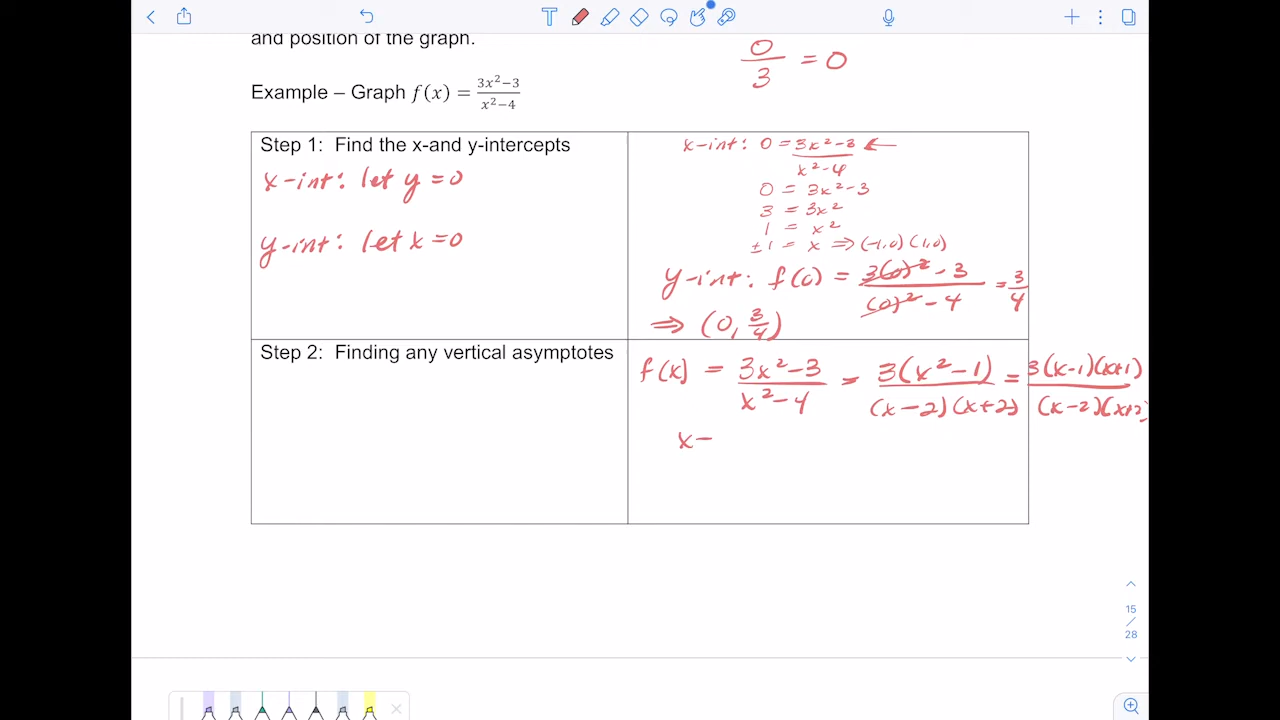 and position of the graph.
0/3 = 0
Example – Graph f(x) = (3x²−3)/(x²−4)
Step 1: Find the x-and y-intercepts
x-int: let y = 0
y-int: let x = 0
x-int: 0 = (3x²−3)/(x²−4) ←
0 = 3x²−3
3 = 3x²
1 = x²
±1 = x ⇒ (-1,0) (1,0)
y-int: f(0) = (3(0)² - 3)/((0)² - 4) = 3/4
⇒ (0, 3/4)
Step 2: Finding any vertical asymptotes
f(x) = (3x²−3)/(x²−4) = 3(x²−1)/((x−2)(x+2)) = 3(x−1)(x+1)/((x−2)(x+2)
x−
15
/
28